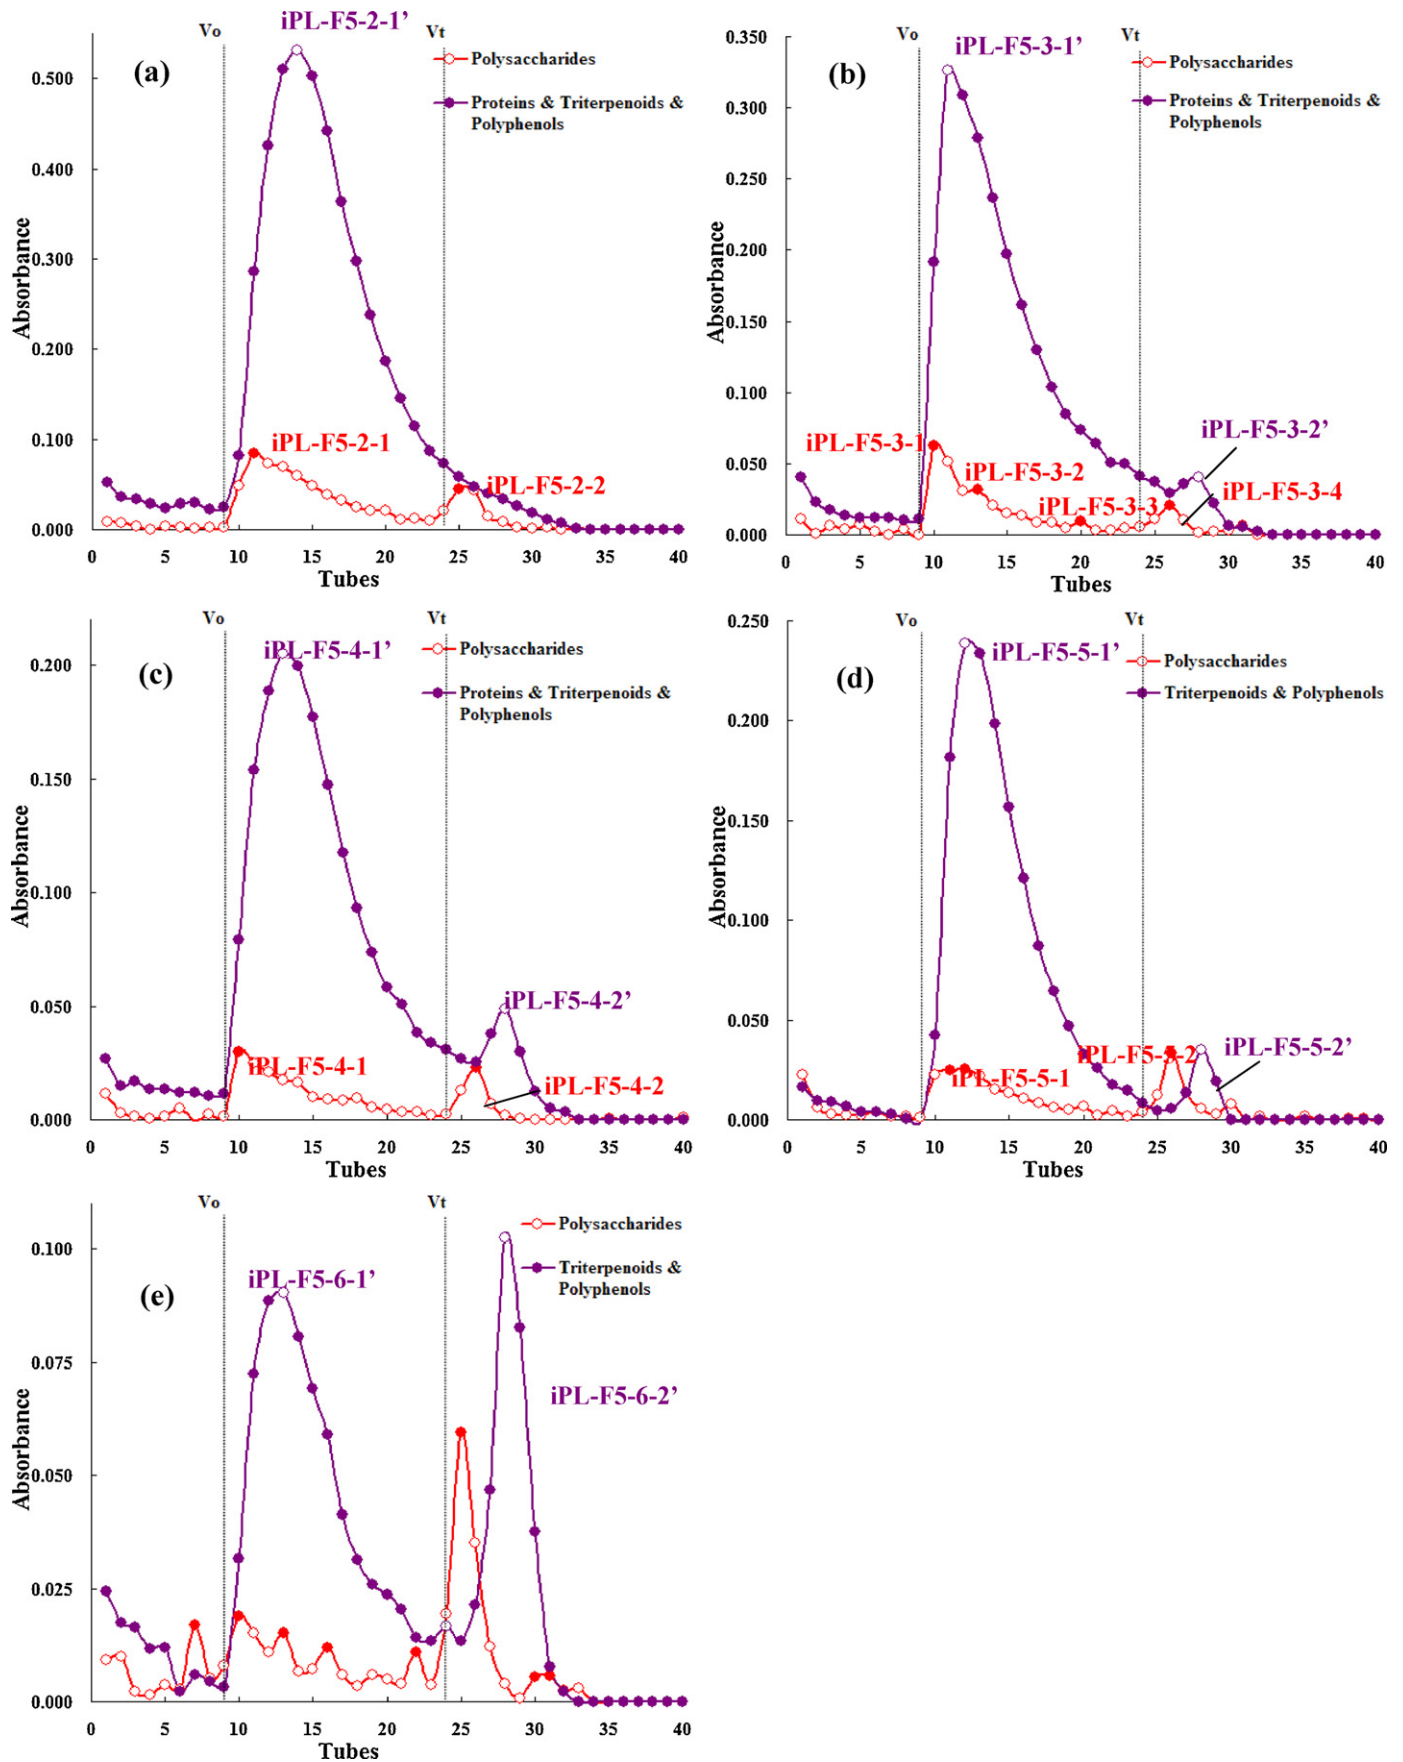 iPL-F5-2-1’
Vo
Vt
(a)
Polysaccharides
Proteins & Triterpenoids &
Polyphenols
0.500
0.400
0.300
0.200
0.100
0.000
Absorbance
iPL-F5-2-1
iPL-F5-2-2
0 5 10 15 20 25 30 35 40
Tubes
Vo
Vt
iPL-F5-3-1’
(b)
Polysaccharides
Proteins & Triterpenoids &
Polyphenols
0.350
0.300
0.250
0.200
0.150
0.100
0.050
0.000
Absorbance
iPL-F5-3-1
iPL-F5-3-2
iPL-F5-3-3
iPL-F5-3-2’
iPL-F5-3-4
0 5 10 15 20 25 30 35 40
Tubes
Vo
Vt
iPL-F5-4-1’
(c)
Polysaccharides
Proteins & Triterpenoids &
Polyphenols
0.200
0.150
0.100
0.050
0.000
Absorbance
iPL-F5-4-2’
iPL-F5-4-1
iPL-F5-4-2
0 5 10 15 20 25 30 35 40
Tubes
Vo
Vt
iPL-F5-5-1’
(d)
Polysaccharides
Triterpenoids & Polyphenols
0.250
0.200
0.150
0.100
0.050
0.000
Absorbance
iPL-F5-5-2
iPL-F5-5-2’
iPL-F5-5-1
0 5 10 15 20 25 30 35 40
Tubes
Vo
Vt
iPL-F5-6-1’
(e)
Polysaccharides
Triterpenoids &
Polyphenols
0.100
0.075
0.050
0.025
0.000
Absorbance
iPL-F5-6-2’
0 5 10 15 20 25 30 35 40
Tubes